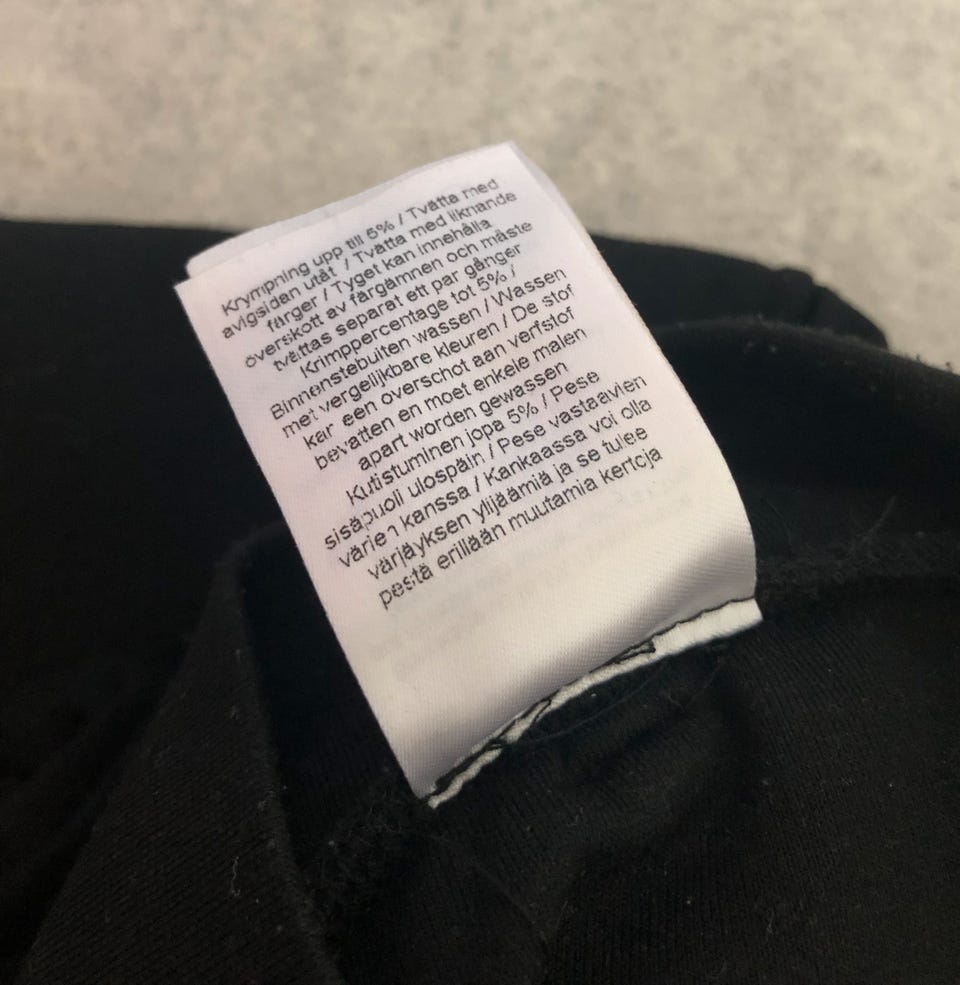 Krympning upp till 5% / Tvätta med
avigsidan utåt / Tvätta med liknande
färger / Tyget kan innehålla
överskott av färgämnen och måste
tvättas separat ett par gånger
Krimppercentage tot 5% /
Binnenstebuiten wassen / Wassen
met vergelijkbare kleuren / De stof
kan een overschot aan verfstof
bevatten en moet enkele malen
apart worden gewassen
Kutistuminen jopa 5% / Pese
sisäpuoli ulospäin / Pese vastaavien
värien kanssa / Kankaassa voi olla
värjäyksen ylijäämiä ja se tulee
pestä erillään muutamia kertoja